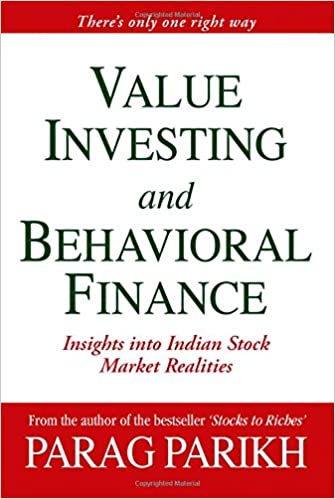 There's only one right way
VALUE
INVESTING
and
BEHAVIORAL
FINANCE
Insights into Indian Stock
Market Realities
From the author of the bestseller 'Stocks to Riches'
PARAG PARIKH